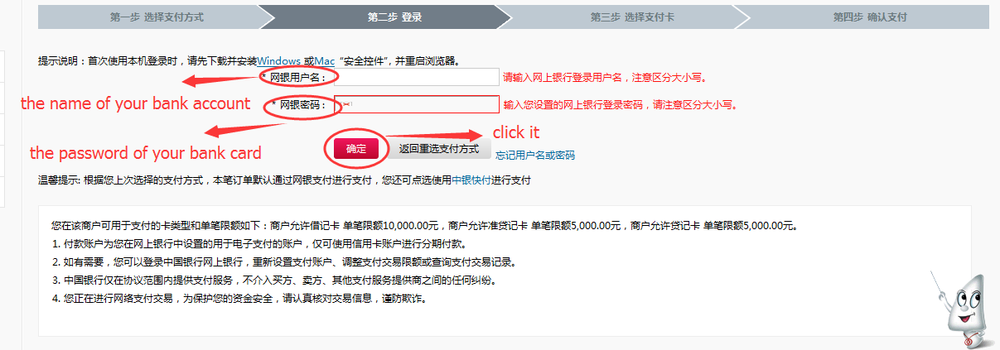 第一步 选择支付方式 第二步 登录 第三步 选择支付卡 第四步 确认支付
提示说明：首次使用本机登录时，请先下载并安装Windows 或Mac “安全控件”，并重启浏览器。
* 网银用户名： 请输入网上银行登录用户名，注意区分大小写。
the name of your bank account
* 网银密码： 输入您设置的网上银行登录密码，请注意区分大小写。
click it
the password of your bank card
确定 返回重选支付方式 忘记用户名或密码
温馨提示: 根据您上次选择的支付方式，本笔订单默认通过网银支付进行支付，您还可点选使用中银快付进行支付
您在该商户可用于支付的卡类型和单笔限额如下：商户允许借记卡 单笔限额10,000.00元，商户允许准贷记卡 单笔限额5,000.00元，商户允许贷记卡 单笔限额5,000.00元。
1. 付款账户为您在网上银行中设置的用于电子支付的账户，仅可使用信用卡账户进行分期付款。
2. 如有需要，您可以登录中国银行网上银行，重新设置支付账户、调整支付交易限额或查询支付交易记录。
3. 中国银行仅在协议范围内提供支付服务，不介入买方、卖方、其他支付服务提供商之间的任何纠纷。
4. 您正在进行网络支付交易，为保护您的资金安全，请认真核对交易信息，谨防欺诈。